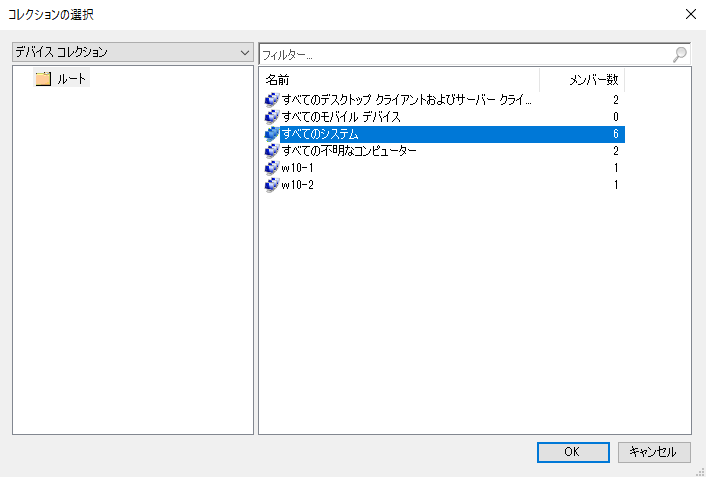 コレクションの選択
デバイス コレクション
フィルター...
ルート
名前 メンバー数
すべてのデスクトップ クライアントおよびサーバー クライ... 2
すべてのモバイル デバイス 0
すべてのシステム 6
すべての不明なコンピューター 2
w10-1 1
w10-2 1
OK キャンセル